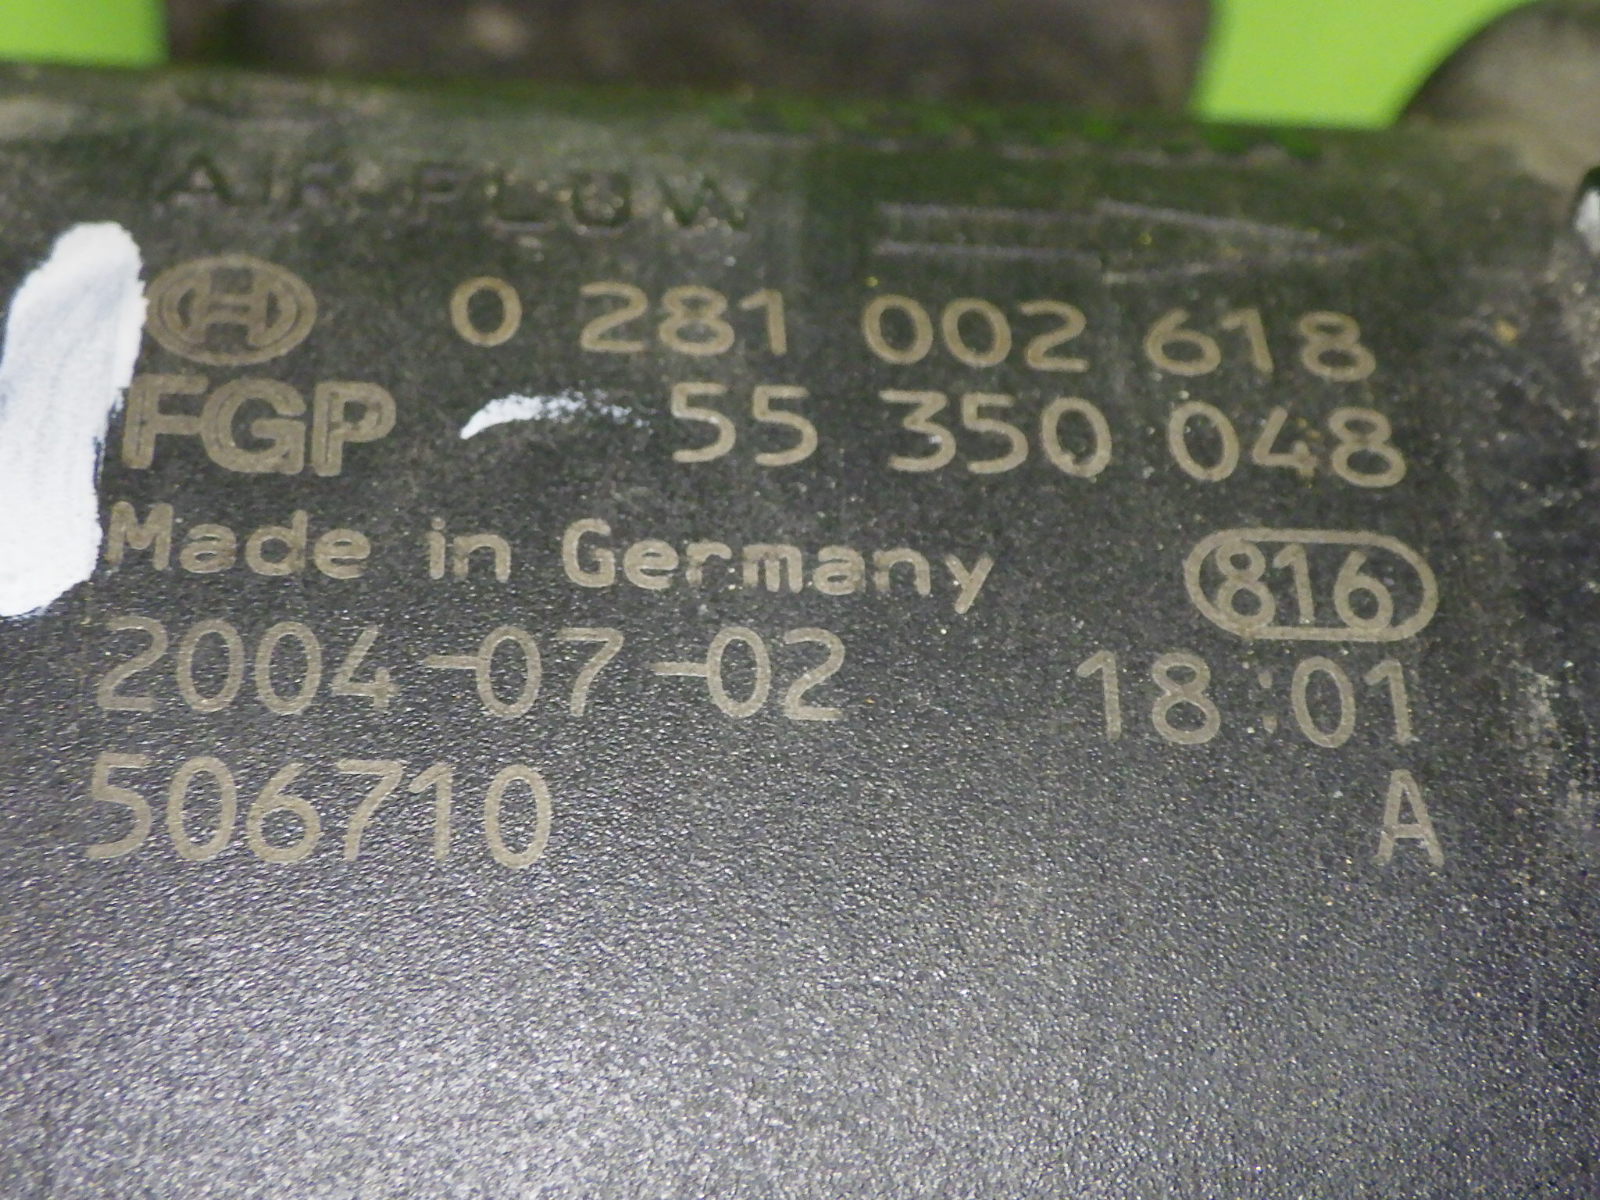 AIR FLOW
0 281 002 618
FGP 55 350 048
Made in Germany 816
2004-07-02 18:01
506710 A